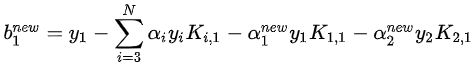 $b_1^{new} = y_1 - \sum_{i=3}^{N} \alpha_i y_i K_{i,1} - \alpha_1^{new} y_1 K_{1,1} - \alpha_2^{new} y_2 K_{2,1}$